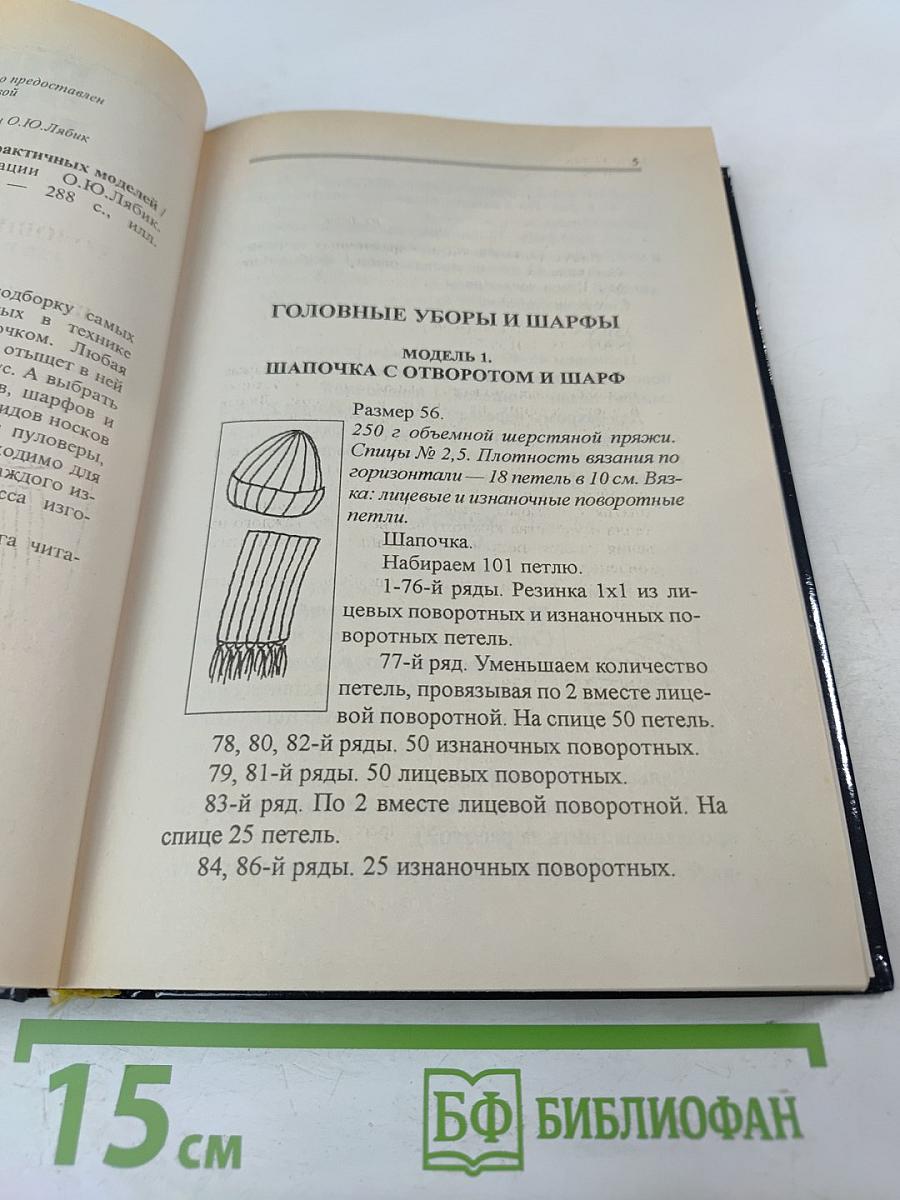 о предоставлен
и О.Ю.Лябик
рактичных моделей /
ации О.Ю.Лябик.
— 288 с., илл.
одборку самых
ных в технике
ючком. Любая
отыщет в ней
ус. А выбрать
в, шарфов и
идов носков
пуловеры,
ходимо для
аждого из-
сса изго-
га чита-
5
ГОЛОВНЫЕ УБОРЫ И ШАРФЫ
МОДЕЛЬ 1.
ШАПОЧКА С ОТВОРОТОМ И ШАРФ
Размер 56.
250 г объемной шерстяной пряжи.
Спицы № 2,5. Плотность вязания по
горизонтали — 18 петель в 10 см. Вяз-
ка: лицевые и изнаночные поворотные
петли.
Шапочка.
Набираем 101 петлю.
1-76-й ряды. Резинка 1х1 из ли-
цевых поворотных и изнаночных по-
воротных петель.
77-й ряд. Уменьшаем количество
петель, провязывая по 2 вместе лице-
вой поворотной. На спице 50 петель.
78, 80, 82-й ряды. 50 изнаночных поворотных.
79, 81-й ряды. 50 лицевых поворотных.
83-й ряд. По 2 вместе лицевой поворотной. На
спице 25 петель.
84, 86-й ряды. 25 изнаночных поворотных.
15 см
БФ БИБЛИОФАН